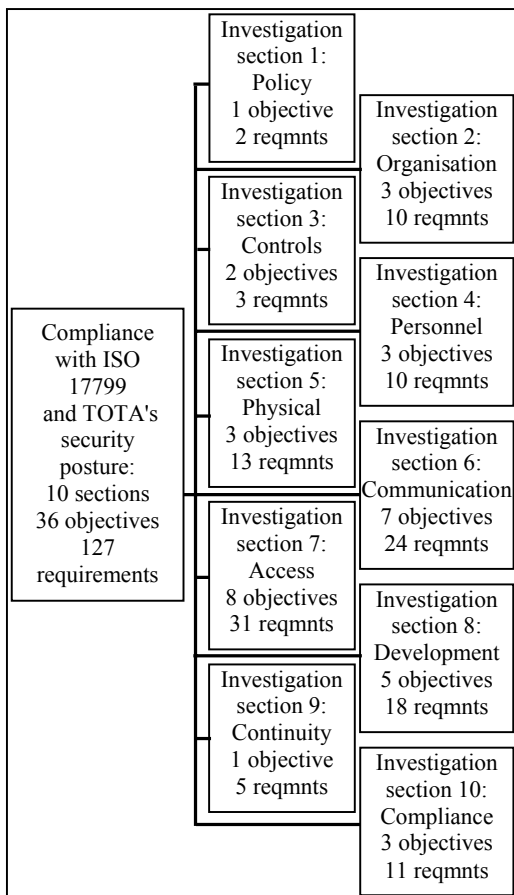 Compliance
with ISO
17799
and TOTA's
security
posture:
10 sections
36 objectives
127
requirements
Investigation
section 1:
Policy
1 objective
2 reqmnts
Investigation
section 2:
Organisation
3 objectives
10 reqmnts
Investigation
section 3:
Controls
2 objectives
3 reqmnts
Investigation
section 4:
Personnel
3 objectives
10 reqmnts
Investigation
section 5:
Physical
3 objectives
13 reqmnts
Investigation
section 6:
Communication
7 objectives
24 reqmnts
Investigation
section 7:
Access
8 objectives
31 reqmnts
Investigation
section 8:
Development
5 objectives
18 reqmnts
Investigation
section 9:
Continuity
1 objective
5 reqmnts
Investigation
section 10:
Compliance
3 objectives
11 reqmnts